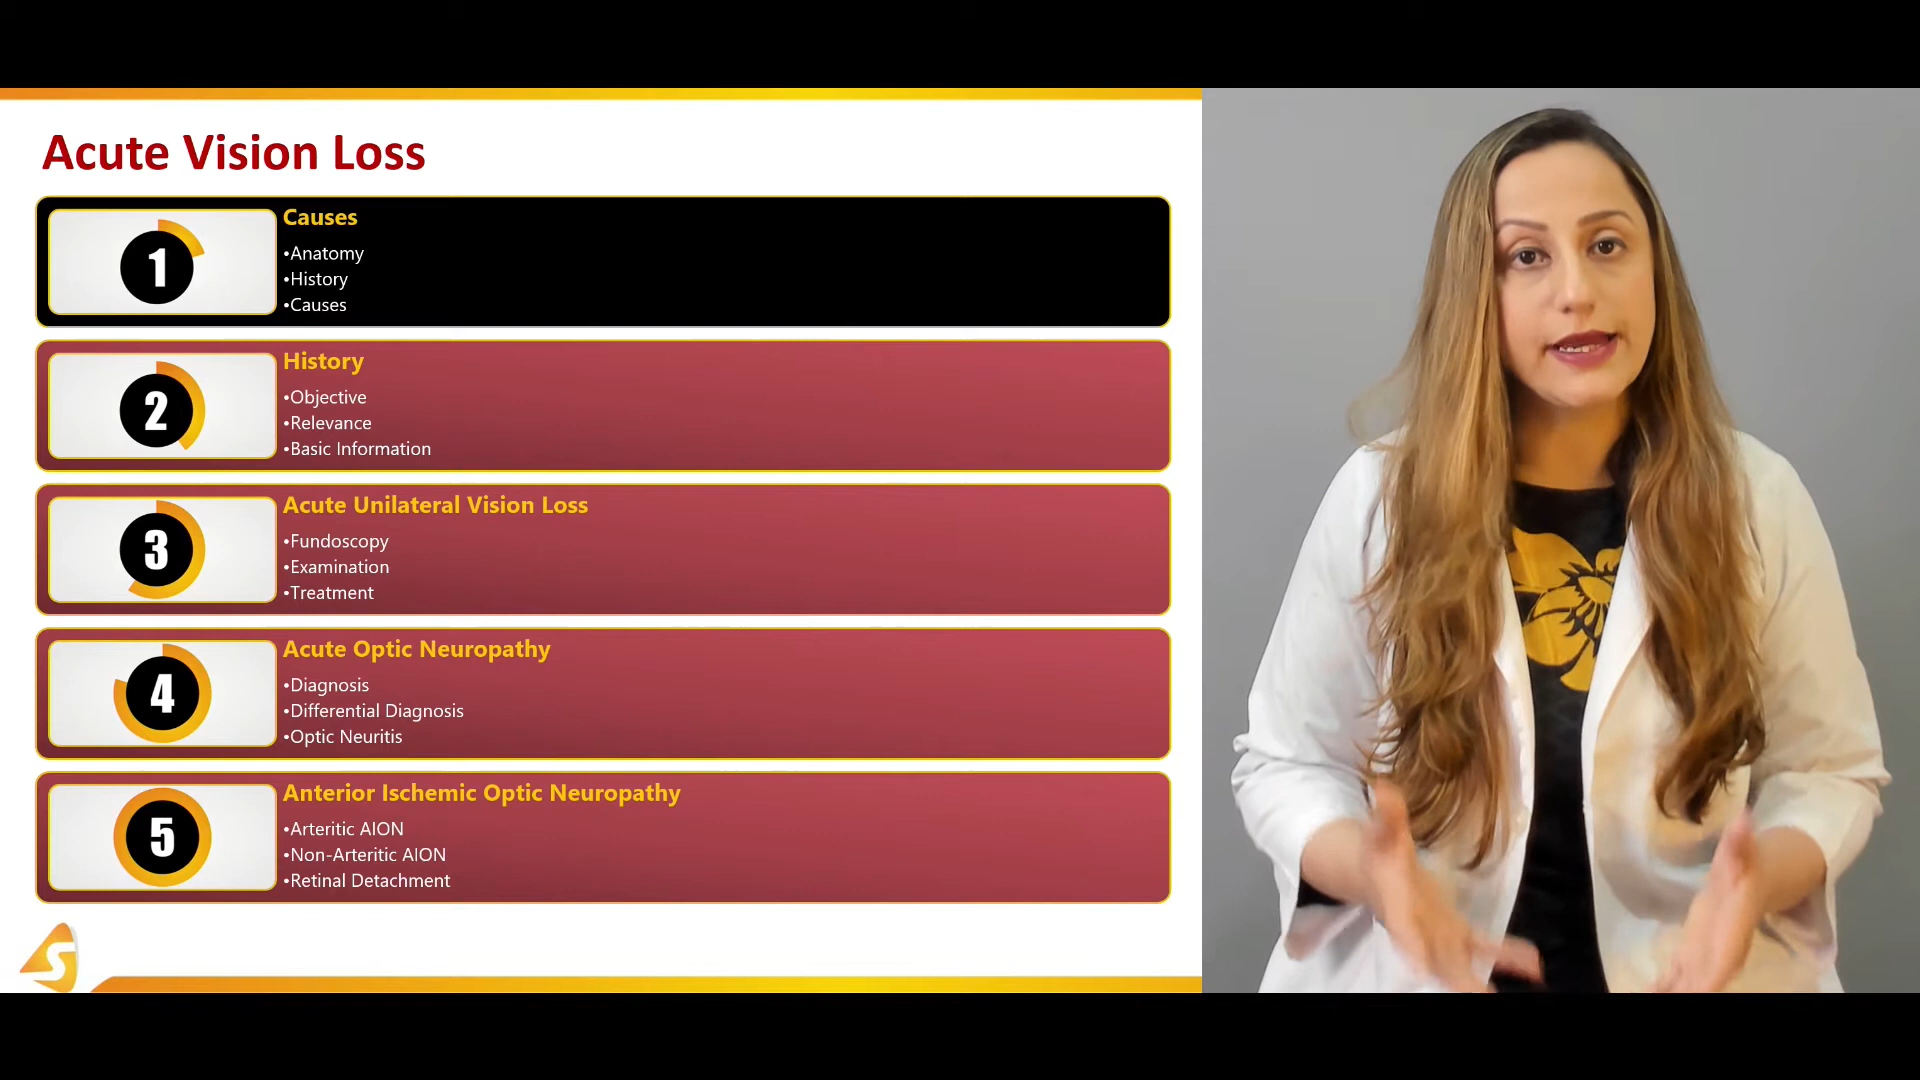 Acute Vision Loss
1
Causes
•Anatomy
•History
•Causes
2
History
•Objective
•Relevance
•Basic Information
3
Acute Unilateral Vision Loss
•Fundoscopy
•Examination
•Treatment
4
Acute Optic Neuropathy
•Diagnosis
•Differential Diagnosis
•Optic Neuritis
5
Anterior Ischemic Optic Neuropathy
•Arteritic AION
•Non-Arteritic AION
•Retinal Detachment
S